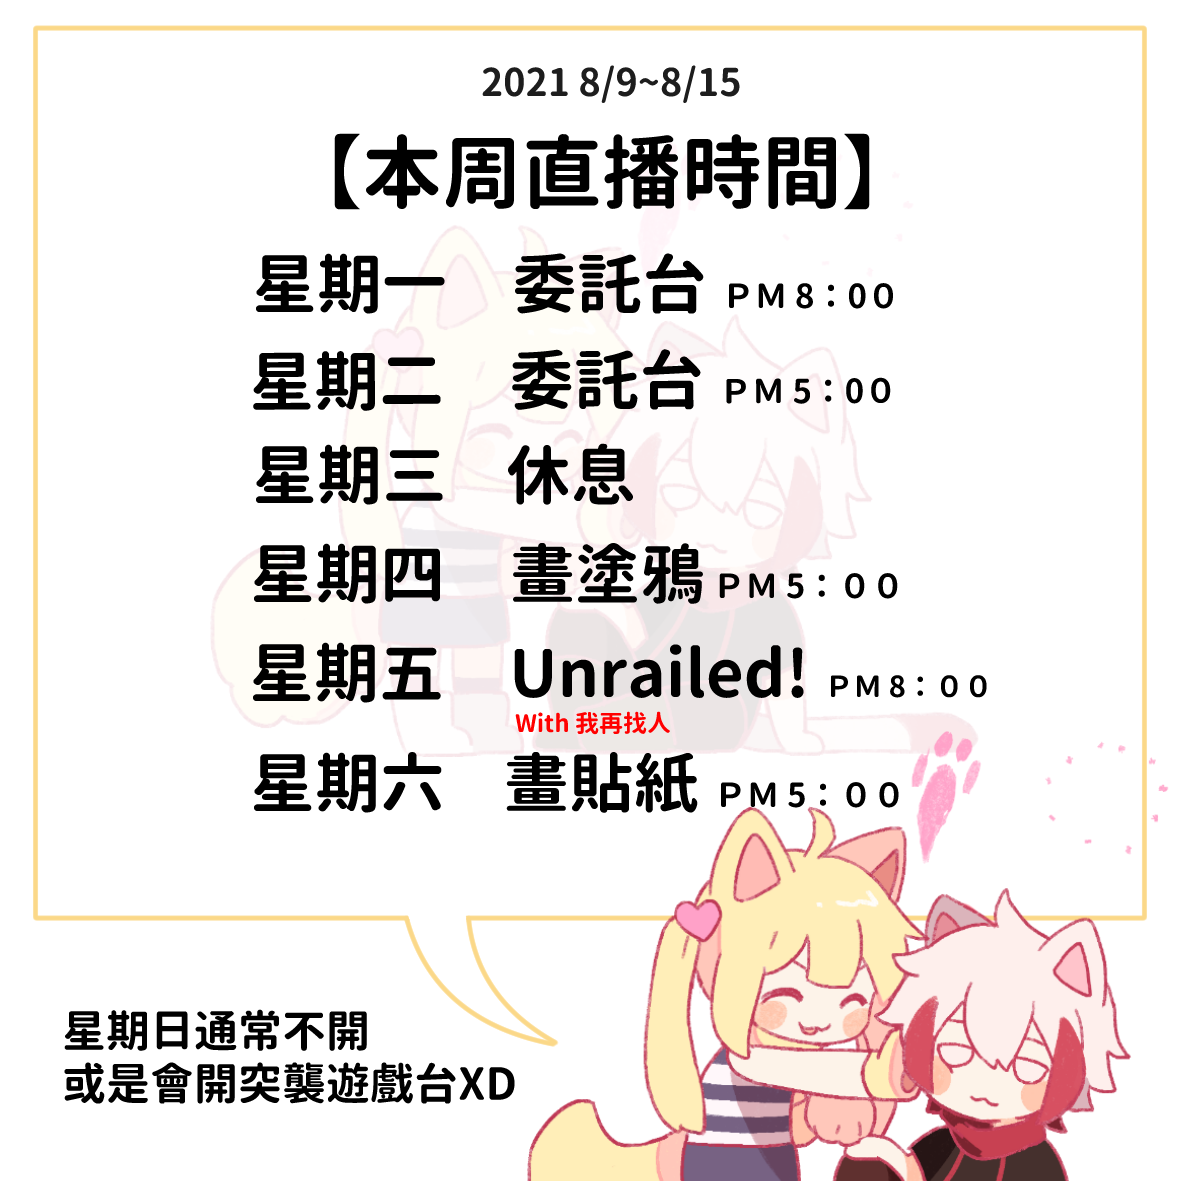 2021 8/9~8/15
【本周直播時間】
星期一 委託台 PM8:00
星期二 委託台 PM5:00
星期三 休息
星期四 畫塗鴉 PM5:00
星期五 Unrailed! PM8:00
With 我再找人
星期六 畫貼紙 PM5:00
星期日通常不開
或是會開突襲遊戲台XD